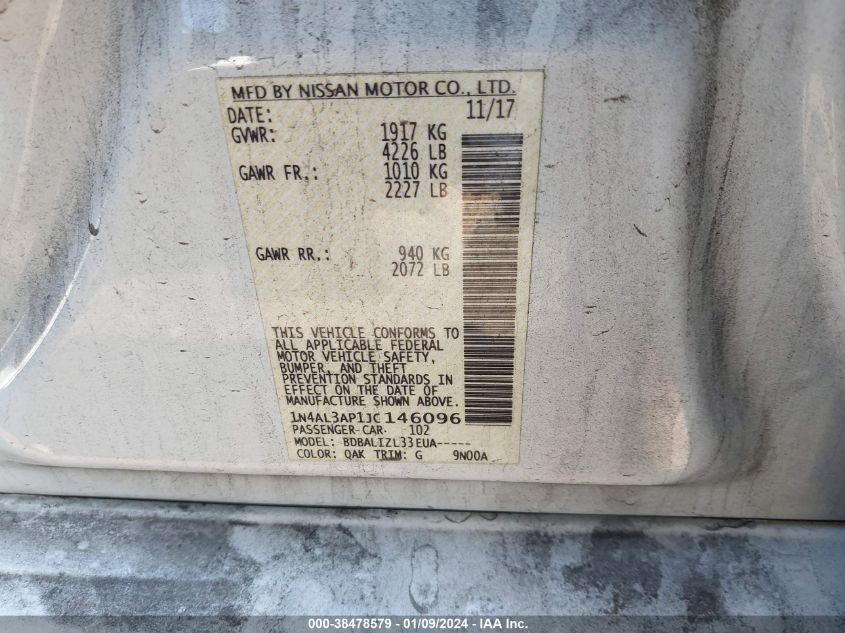 MFD BY NISSAN MOTOR CO., LTD.
DATE: 11/17
GVWR: 1917 KG
4226 LB
GAWR FR.: 1010 KG
2227 LB
GAWR RR.: 940 KG
2072 LB
THIS VEHICLE CONFORMS TO
ALL APPLICABLE FEDERAL
MOTOR VEHICLE SAFETY,
BUMPER, AND THEFT
PREVENTION STANDARDS IN
EFFECT ON THE DATE OF
MANUFACTURE SHOWN ABOVE.
1N4AL3AP1JC146096
PASSENGER CAR 102
MODEL: BDBALIZL33EUA-----
COLOR: QAK TRIM: G 9N00A
000-38478579 - 01/09/2024 - IAA Inc.